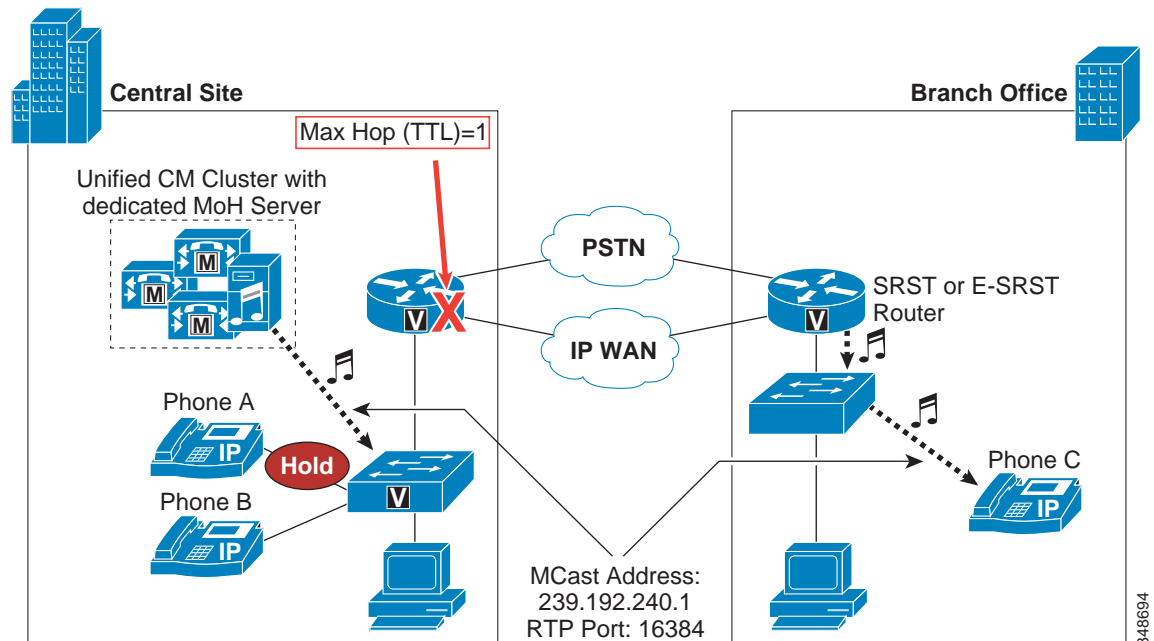 Central Site
Branch Office
Max Hop (TTL)=1
Unified CM Cluster with
dedicated MoH Server
M
M
M
PSTN
IP WAN
V
X
SRST or E-SRST
Router
V
Phone A
IP
Hold
Phone B
IP
V
Phone C
IP
MCast Address:
239.192.240.1
RTP Port: 16384
348694